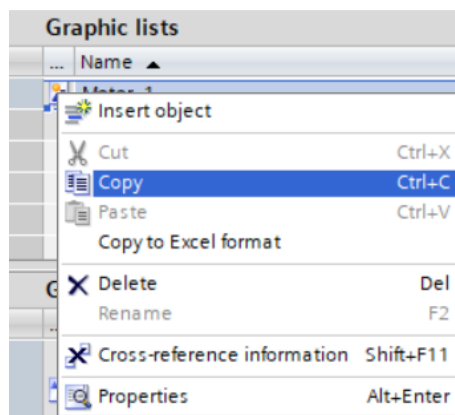 Graphic lists
... Name
Insert object
Cut Ctrl+X
Copy Ctrl+C
Paste Ctrl+V
Copy to Excel format
Delete Del
Rename F2
Cross-reference information Shift+F11
Properties Alt+Enter